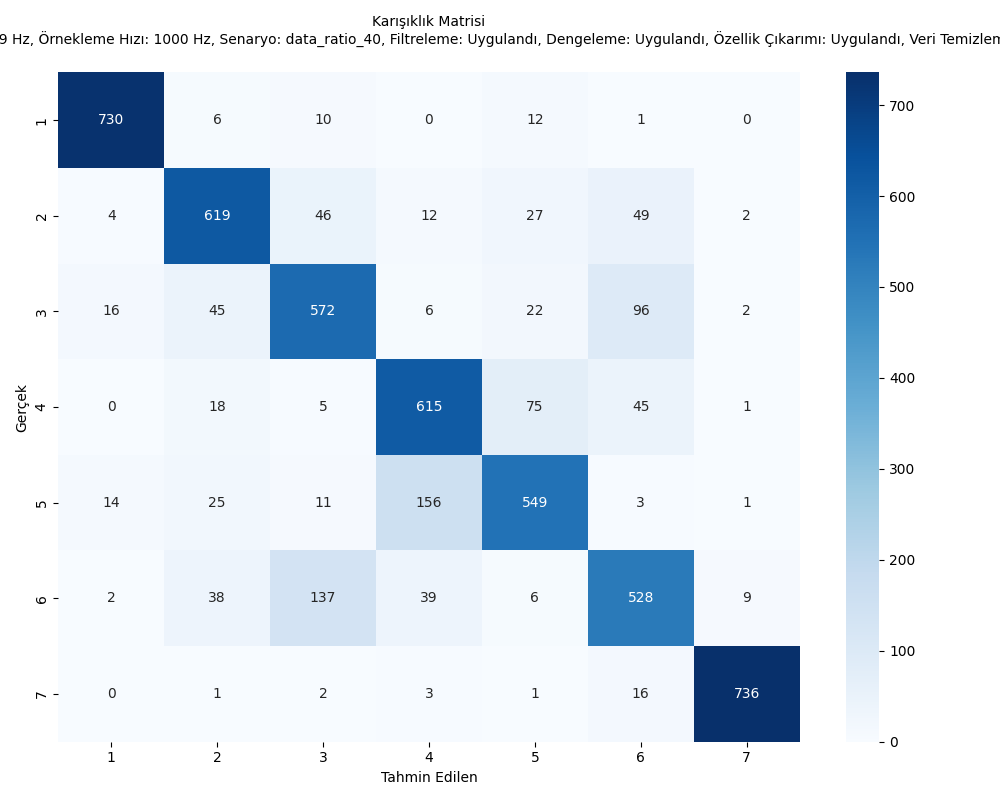 Karışıklık Matrisi
9 Hz, Örnekleme Hızı: 1000 Hz, Senaryo: data_ratio_40, Filtreleme: Uygulandı, Dengeleme: Uygulandı, Özellik Çıkarımı: Uygulandı, Veri Temizlem
1 730 6 10 0 12 1 0
2 4 619 46 12 27 49 2
3 16 45 572 6 22 96 2
4 0 18 5 615 75 45 1
5 14 25 11 156 549 3 1
6 2 38 137 39 6 528 9
7 0 1 2 3 1 16 736
1 2 3 4 5 6 7
Gerçek
Tahmin Edilen
700
600
500
400
300
200
100
0